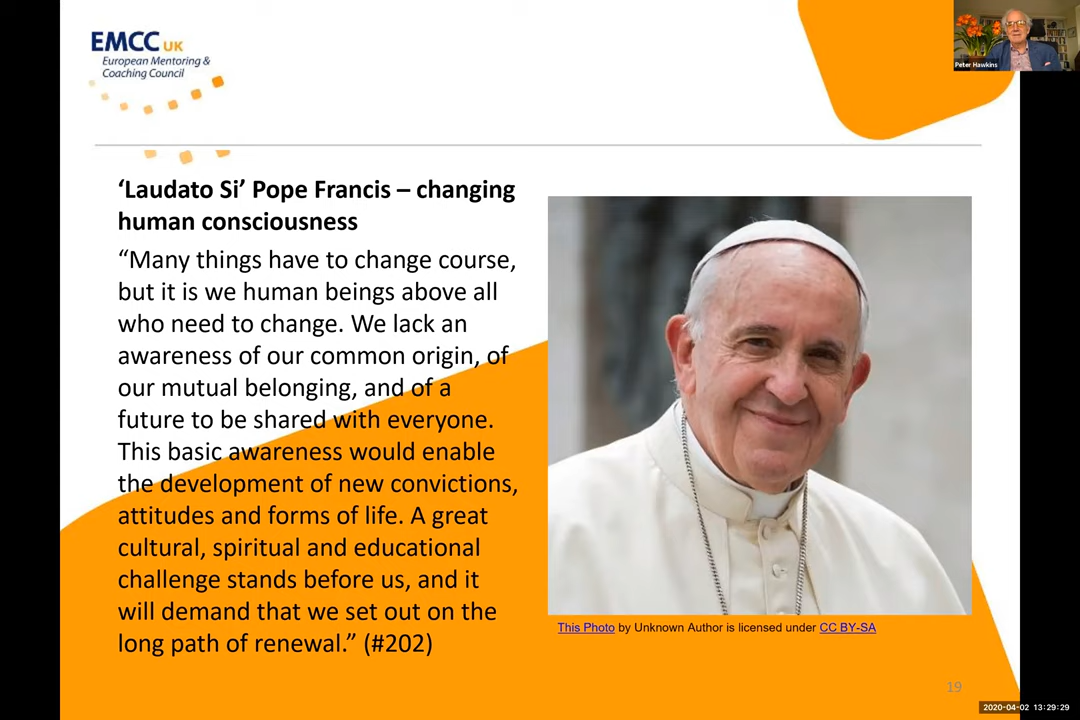 EMCC UK
European Mentoring &
Coaching Council
Peter Hawkins
‘Laudato Si’ Pope Francis – changing
human consciousness
“Many things have to change course,
but it is we human beings above all
who need to change. We lack an
awareness of our common origin, of
our mutual belonging, and of a
future to be shared with everyone.
This basic awareness would enable
the development of new convictions,
attitudes and forms of life. A great
cultural, spiritual and educational
challenge stands before us, and it
will demand that we set out on the
long path of renewal.” (#202)
This Photo by Unknown Author is licensed under CC BY-SA
19
2020-04-02 13:29:29